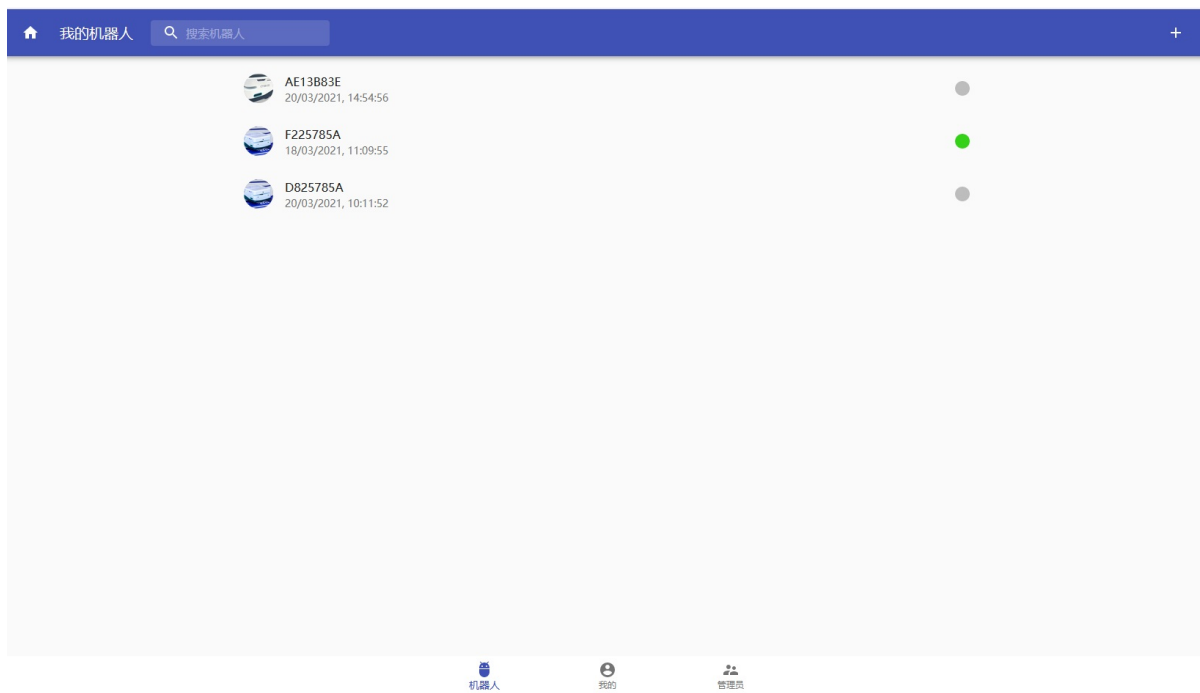 我的机器人
搜索机器人
AE13B83E
20/03/2021, 14:54:56
F225785A
18/03/2021, 11:09:55
D825785A
20/03/2021, 10:11:52
机器人
我的
管理员